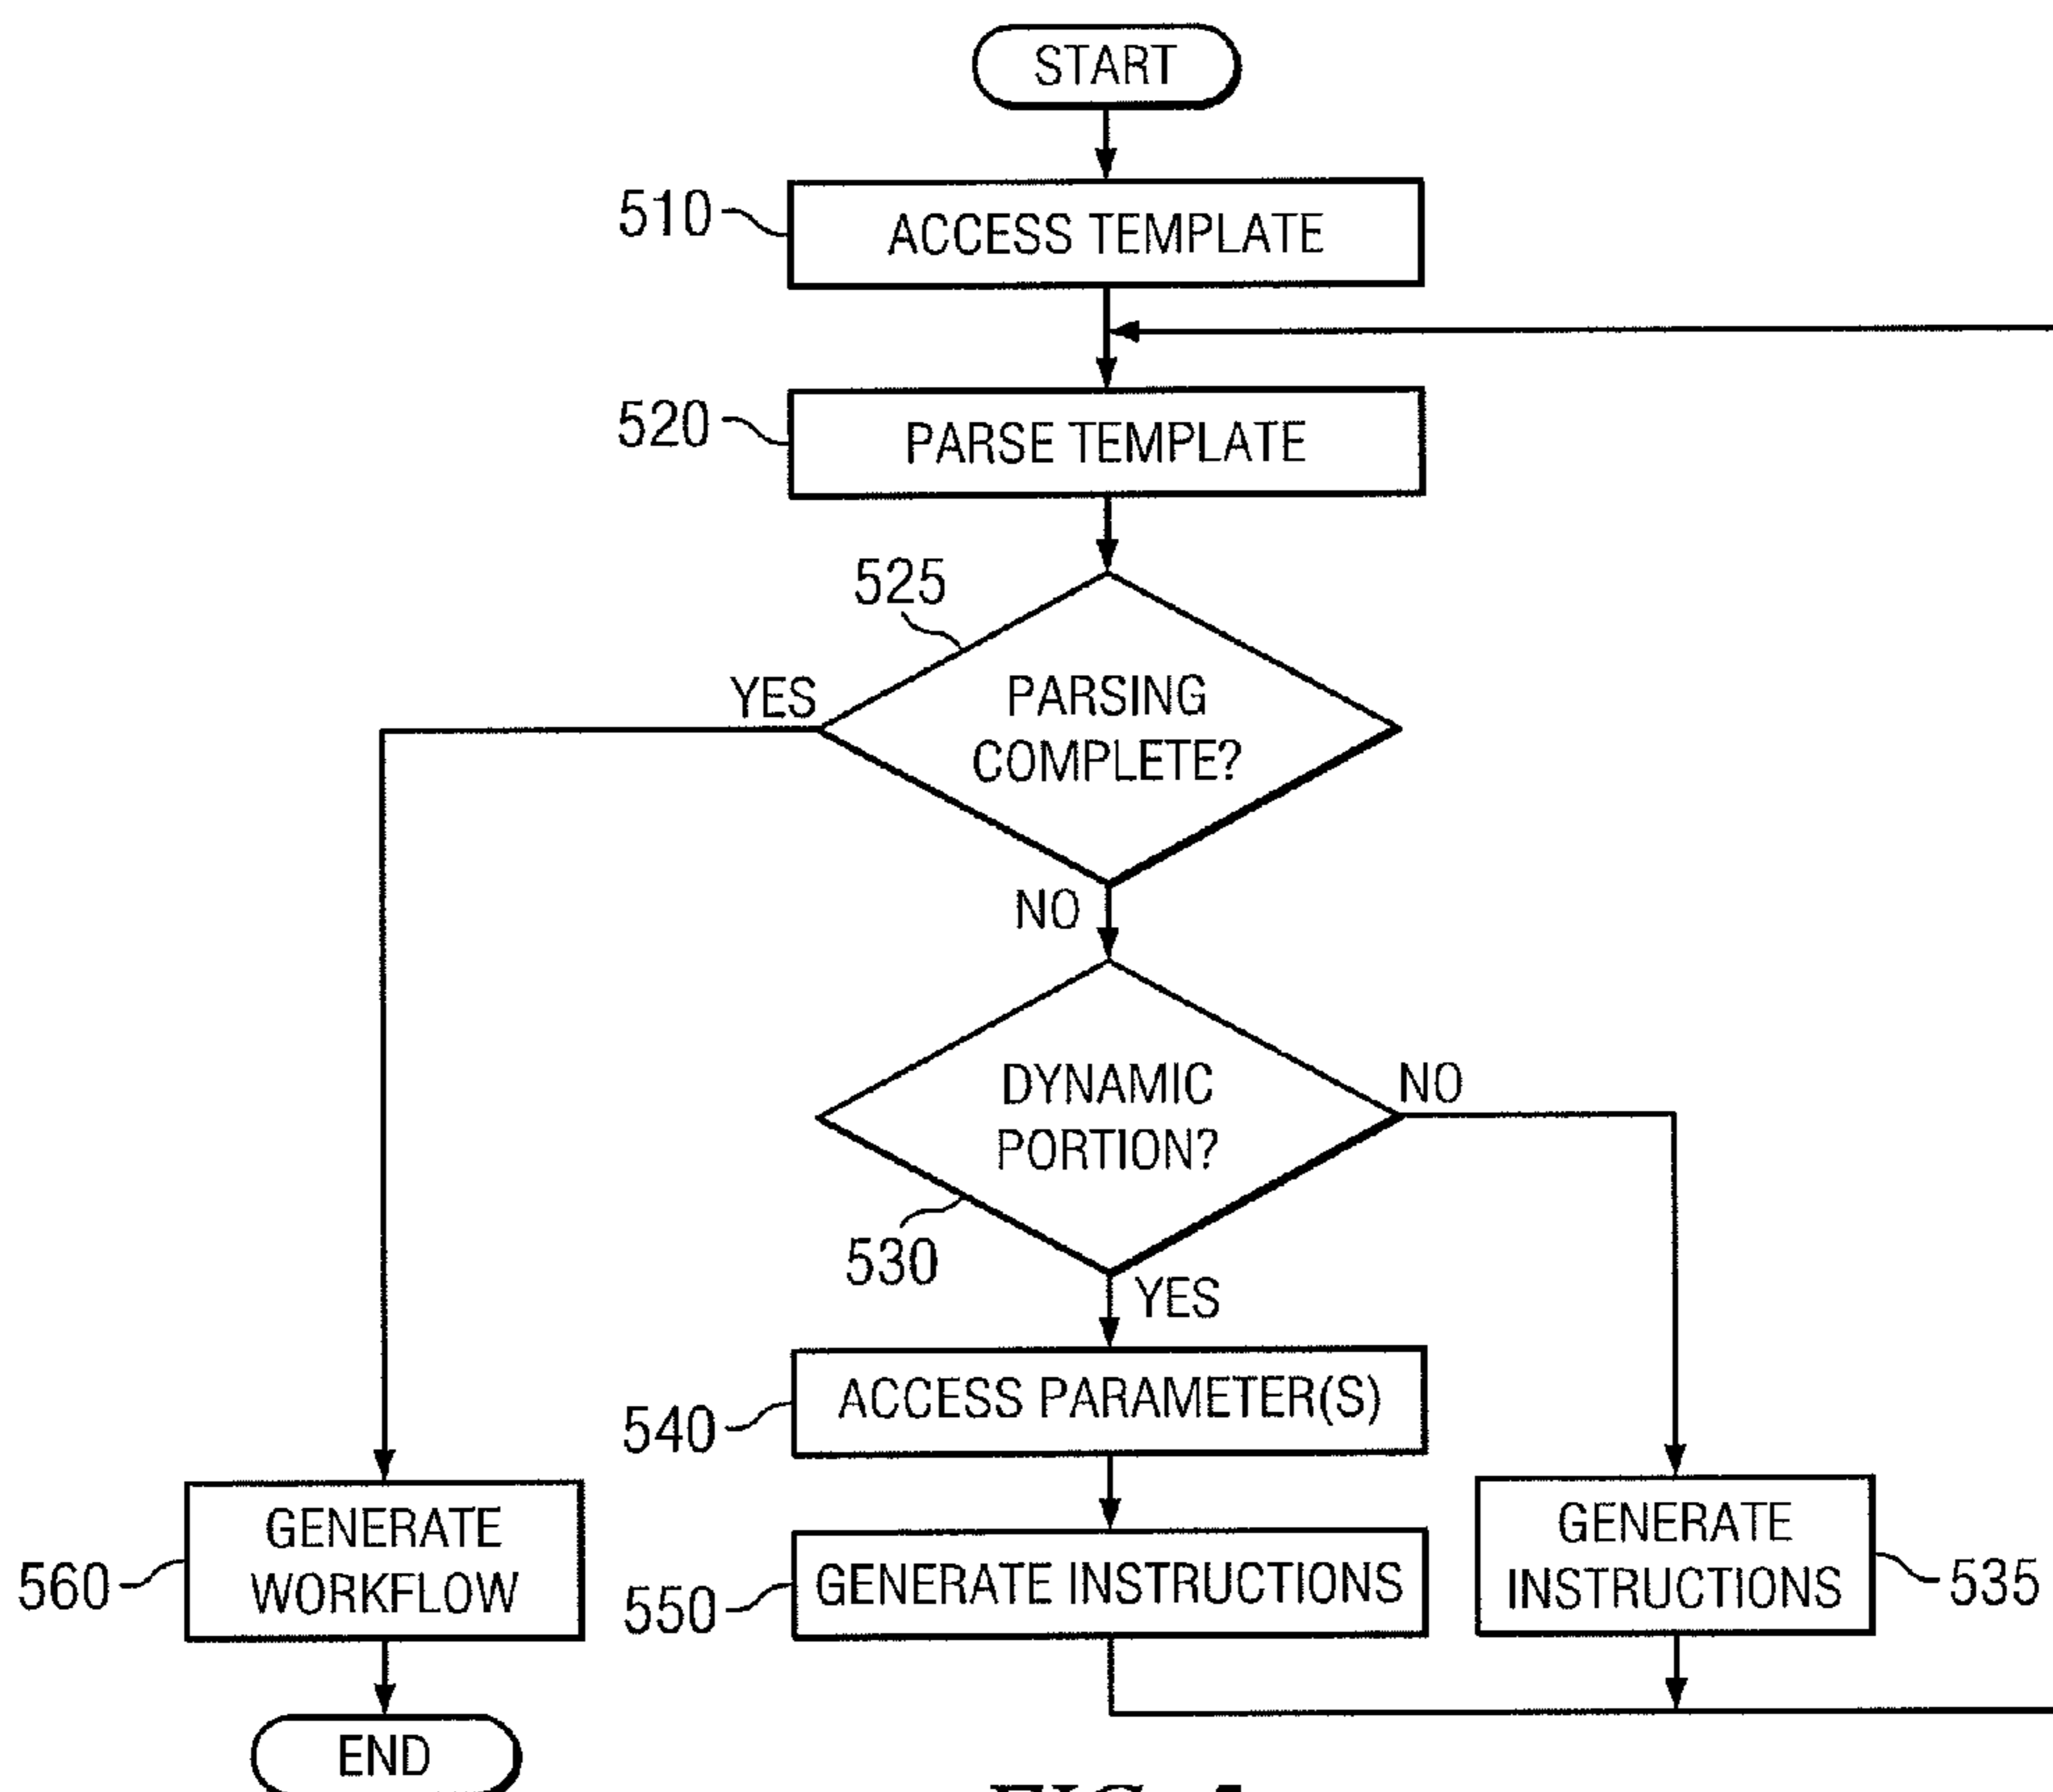 START
510
ACCESS TEMPLATE
520
PARSE TEMPLATE
525
YES
PARSING
COMPLETE?
NO
DYNAMIC
PORTION?
NO
530
YES
540
ACCESS PARAMETER(S)
560
GENERATE
WORKFLOW
550
GENERATE INSTRUCTIONS
GENERATE
INSTRUCTIONS
535
END